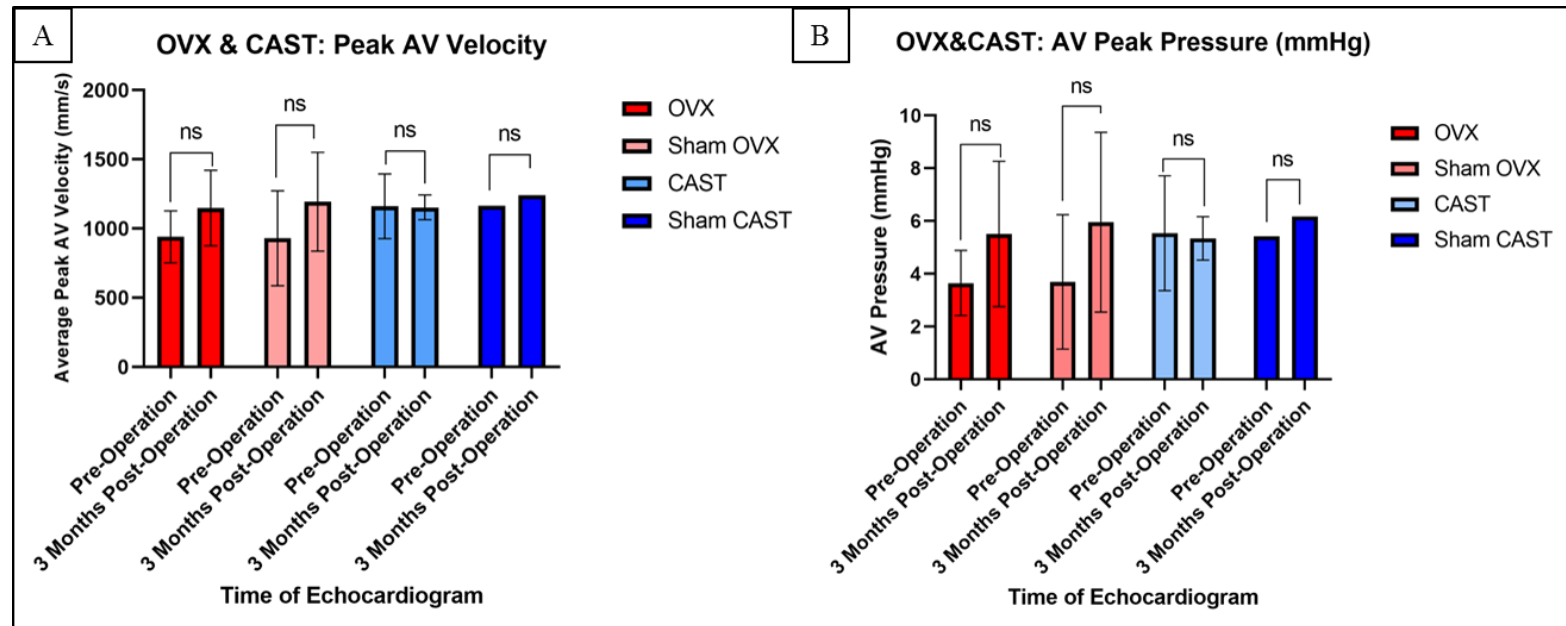 A
OVX & CAST: Peak AV Velocity
Average Peak AV Velocity (mm/s)
2000
1500
1000
500
0
ns
ns
ns
ns
OVX
Sham OVX
CAST
Sham CAST
Pre-Operation
3 Months Post-Operation
Pre-Operation
3 Months Post-Operation
Pre-Operation
3 Months Post-Operation
Pre-Operation
3 Months Post-Operation
Time of Echocardiogram
B
OVX&CAST: AV Peak Pressure (mmHg)
AV Pressure (mmHg)
10
8
6
4
2
0
ns
ns
ns
ns
OVX
Sham OVX
CAST
Sham CAST
Pre-Operation
3 Months Post-Operation
Pre-Operation
3 Months Post-Operation
Pre-Operation
3 Months Post-Operation
Pre-Operation
3 Months Post-Operation
Time of Echocardiogram